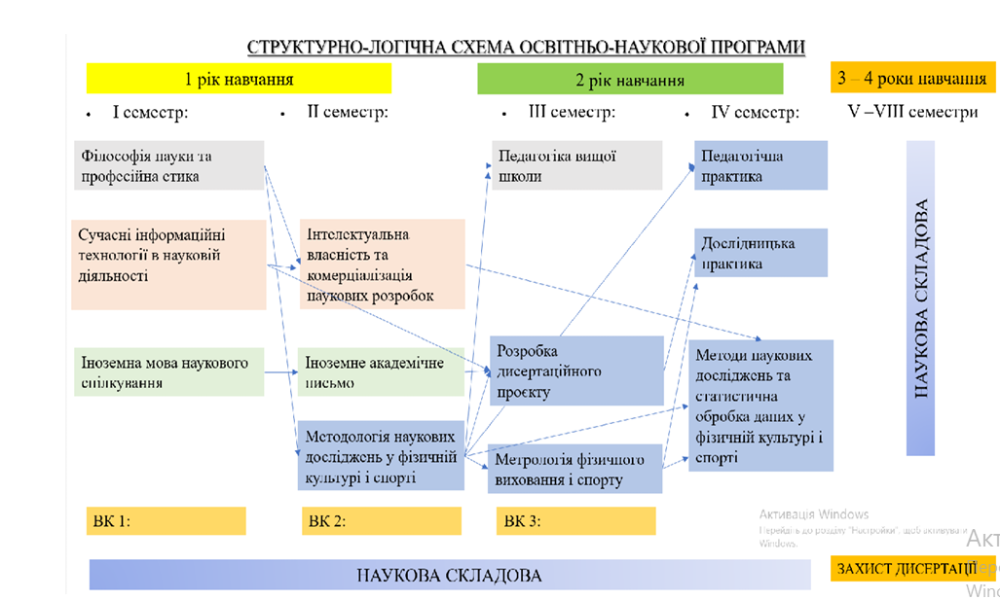 СТРУКТУРНО-ЛОГІЧНА СХЕМА ОСВІТНЬО-НАУКОВОЇ ПРОГРАМИ
1 рік навчання
2 рік навчання
3 – 4 роки навчання
• І семестр:
• ІІ семестр:
• ІІІ семестр:
• IV семестр:
V –VIII семестри
Філософія науки та
професійна етика
Педагогіка вищої
школи
Педагогічна
практика
Сучасні інформаційні
технології в науковій
діяльності
Інтелектуальна
власність та
комерціалізація
наукових розробок
Дослідницька
практика
Іноземна мова наукового
спілкування
Іноземне академічне
письмо
Розробка
дисертаційного
проєкту
Методи наукових
досліджень та
статистична
обробка даних у
фізичній культурі і
спорті
Методологія наукових
досліджень у фізичній
культурі і спорті
Метрологія фізичного
виховання і спорту
НАУКОВА СКЛАДОВА
ВК 1:
ВК 2:
ВК 3:
Активація Windows
Перейдіть до розділу "Настройки", щоб активувати
Windows.
НАУКОВА СКЛАДОВА
ЗАХИСТ ДИСЕРТАЦІЇ